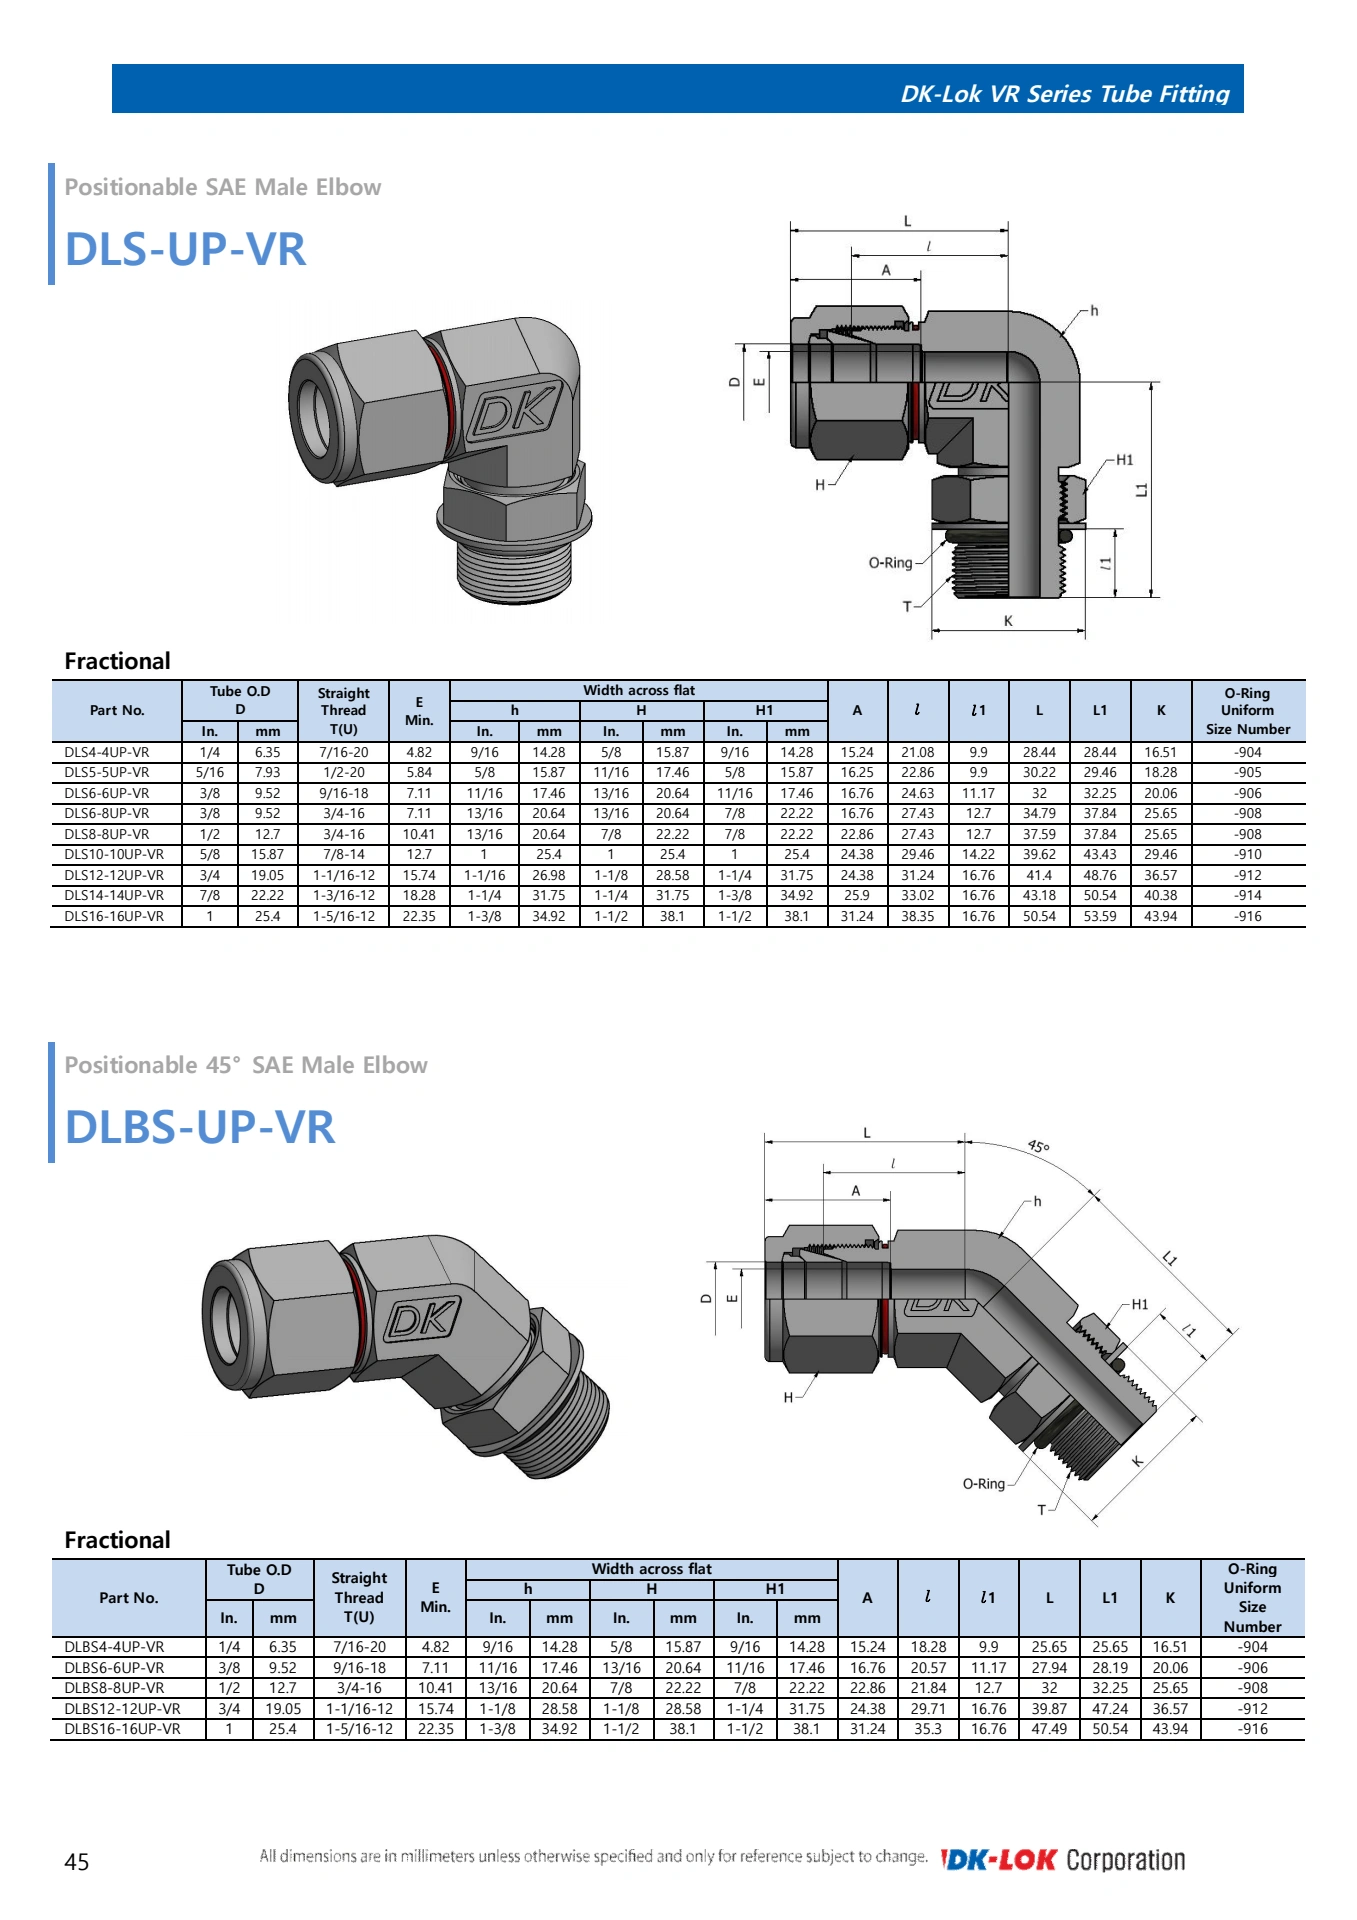 DK-Lok VR Series Tube Fitting
Positionable SAE Male Elbow
DLS-UP-VR
L
l
A
h
D
E
DK
DK
H
H1
L1
O-Ring
l1
T
K
Fractional
Part No. Tube O.D D Straight Thread T(U) E Min. Width across flat A l l1 L L1 K O-Ring Uniform Size Number
h H H1
In. mm In. mm In. mm In. mm
DLS4-4UP-VR 1/4 6.35 7/16-20 4.82 9/16 14.28 5/8 15.87 9/16 14.28 15.24 21.08 9.9 28.44 28.44 16.51 -904
DLS5-5UP-VR 5/16 7.93 1/2-20 5.84 5/8 15.87 11/16 17.46 5/8 15.87 16.25 22.86 9.9 30.22 29.46 18.28 -905
DLS6-6UP-VR 3/8 9.52 9/16-18 7.11 11/16 17.46 13/16 20.64 11/16 17.46 16.76 24.63 11.17 32 32.25 20.06 -906
DLS6-8UP-VR 3/8 9.52 3/4-16 7.11 13/16 20.64 13/16 20.64 7/8 22.22 16.76 27.43 12.7 34.79 37.84 25.65 -908
DLS8-8UP-VR 1/2 12.7 3/4-16 10.41 13/16 20.64 7/8 22.22 7/8 22.22 22.86 27.43 12.7 37.59 37.84 25.65 -908
DLS10-10UP-VR 5/8 15.87 7/8-14 12.7 1 25.4 1 25.4 1 25.4 24.38 29.46 14.22 39.62 43.43 29.46 -910
DLS12-12UP-VR 3/4 19.05 1-1/16-12 15.74 1-1/16 26.98 1-1/8 28.58 1-1/4 31.75 24.38 31.24 16.76 41.4 48.76 36.57 -912
DLS14-14UP-VR 7/8 22.22 1-3/16-12 18.28 1-1/4 31.75 1-1/4 31.75 1-3/8 34.92 25.9 33.02 16.76 43.18 50.54 40.38 -914
DLS16-16UP-VR 1 25.4 1-5/16-12 22.35 1-3/8 34.92 1-1/2 38.1 1-1/2 38.1 31.24 38.35 16.76 50.54 53.59 43.94 -916
Positionable 45° SAE Male Elbow
DLBS-UP-VR
L
45°
l
A
h
L1
D
E
DK
DK
H1
l1
H
K
O-Ring
T
Fractional
Part No. Tube O.D D Straight Thread T(U) E Min. Width across flat A l l1 L L1 K O-Ring Uniform Size Number
h H H1
In. mm In. mm In. mm In. mm
DLBS4-4UP-VR 1/4 6.35 7/16-20 4.82 9/16 14.28 5/8 15.87 9/16 14.28 15.24 18.28 9.9 25.65 25.65 16.51 -904
DLBS6-6UP-VR 3/8 9.52 9/16-18 7.11 11/16 17.46 13/16 20.64 11/16 17.46 16.76 20.57 11.17 27.94 28.19 20.06 -906
DLBS8-8UP-VR 1/2 12.7 3/4-16 10.41 13/16 20.64 7/8 22.22 7/8 22.22 22.86 21.84 12.7 32 32.25 25.65 -908
DLBS12-12UP-VR 3/4 19.05 1-1/16-12 15.74 1-1/8 28.58 1-1/8 28.58 1-1/4 31.75 24.38 29.71 16.76 39.87 47.24 36.57 -912
DLBS16-16UP-VR 1 25.4 1-5/16-12 22.35 1-3/8 34.92 1-1/2 38.1 1-1/2 38.1 31.24 35.3 16.76 47.49 50.54 43.94 -916
45 All dimensions are in millimeters unless otherwise specified and only for reference subject to change. DK-LOK Corporation